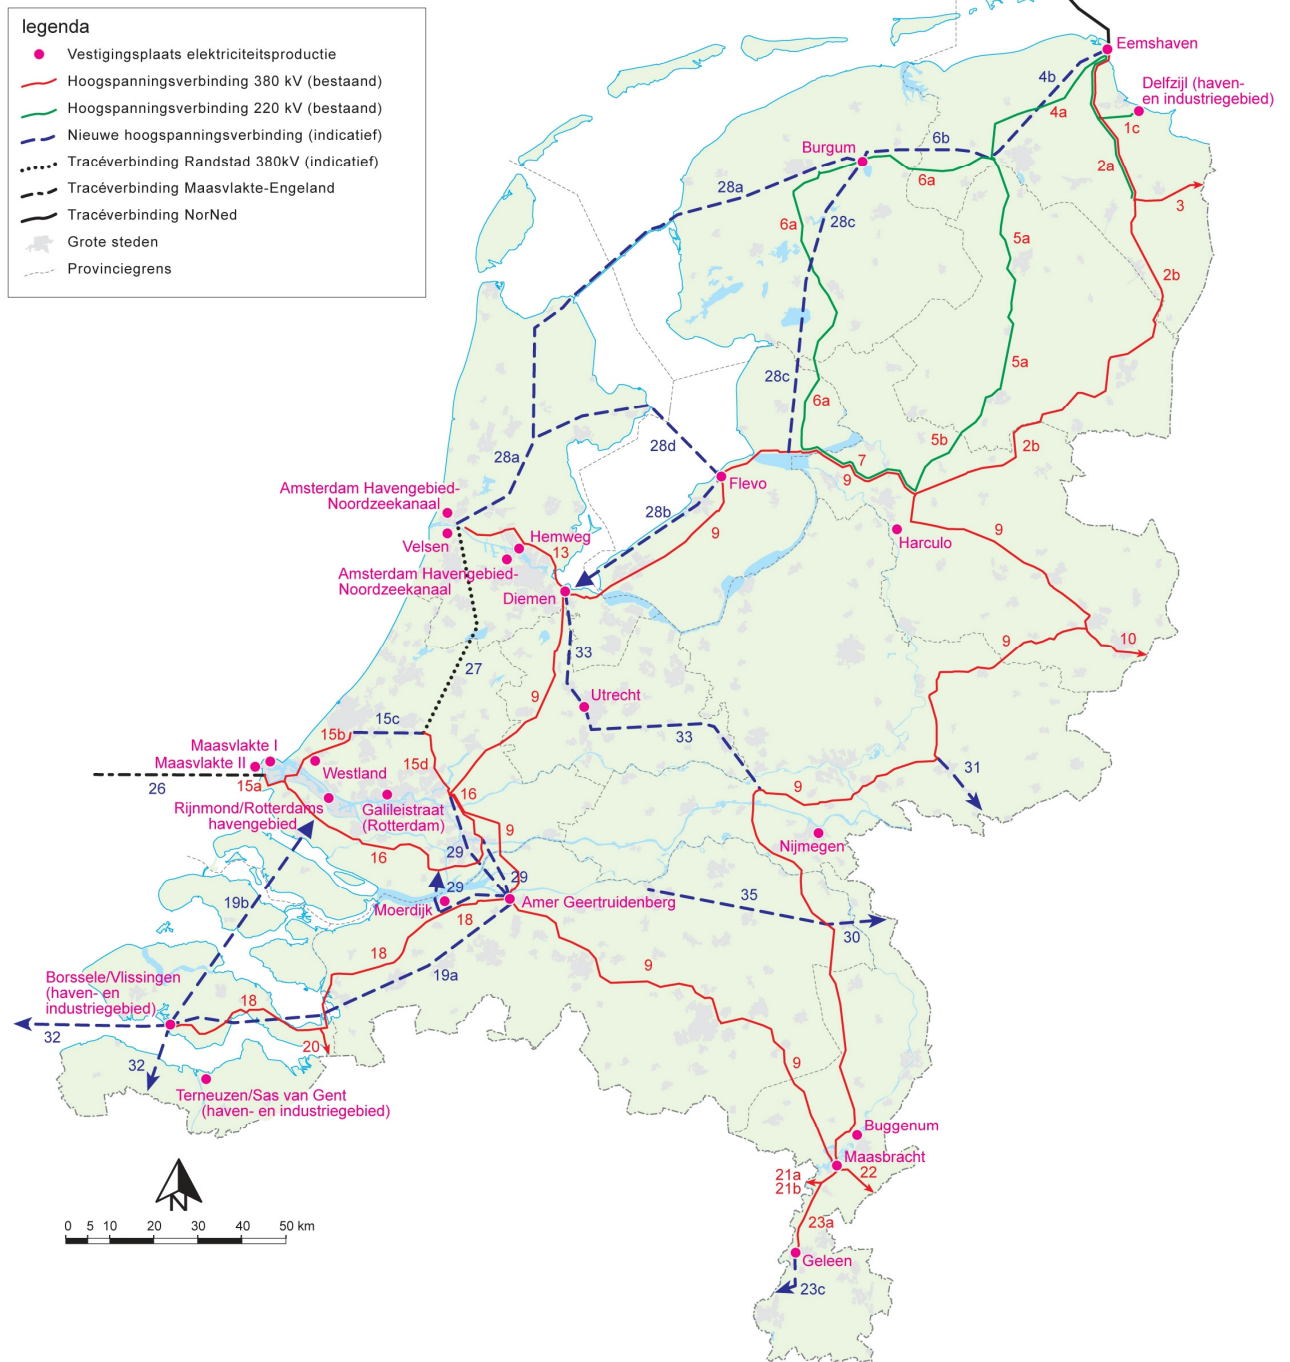 legenda
Vestigingsplaats elektriciteitsproductie
Hoogspanningsverbinding 380 kV (bestaand)
Hoogspanningsverbinding 220 kV (bestaand)
Nieuwe hoogspanningsverbinding (indicatief)
Tracéverbinding Randstad 380kV (indicatief)
Tracéverbinding Maasvlakte-Engeland
Tracéverbinding NorNed
Grote steden
Provinciegrens
Eemshaven
4b
Delfzijl (haven-
en industriegebied)
4a
1c
6b
Burgum
2a
6a
28a
3
6a
28c
5a
2b
5a
28c
6a
5b
2b
28d
28a
7
9
Flevo
Amsterdam Havengebied-
Noordzeekanaal
28b
9
9
Hemweg
Velsen
13
Harculo
Amsterdam Havengebied-
Noordzeekanaal
Diemen
9
10
33
27
9
Utrecht
15c
15b
33
Maasvlakte I
Maasvlakte II
15d
31
Westland
15a
26
9
16
Rijnmond/Rotterdams
havengebied
Galileistraat
(Rotterdam)
9
Nijmegen
16
29
29
29
19b
35
Moerdijk
Amer Geertruidenberg
18
30
18
9
19a
Borssele/Vlissingen
(haven- en
industriegebied)
18
32
20
32
9
Terneuzen/Sas van Gent
(haven- en industriegebied)
Buggenum
Maasbracht
21a
21b
22
N
23a
0 5 10 20 30 40 50 km
Geleen
23c